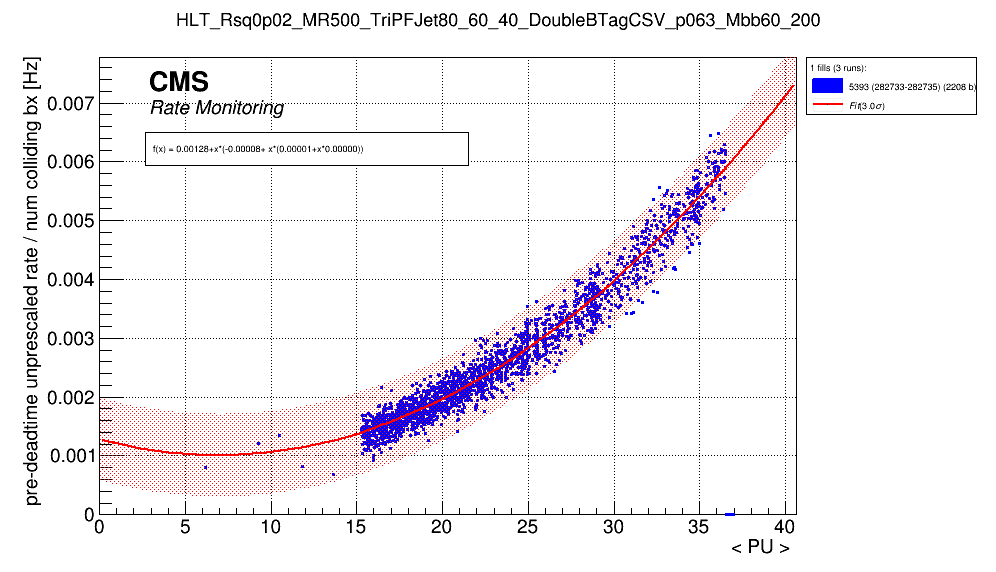 HLT_Rsq0p02_MR500_TriPFJet80_60_40_DoubleBTagCSV_p063_Mbb60_200
pre-deadtime unprescaled rate / num colliding bx [Hz]
CMS
Rate Monitoring
f(x) = 0.00128+x*(-0.00008+ x*(0.00001+x*0.00000))
1 fills (3 runs):
5393 (282733-282735) (2208 b)
Fit(3.0σ)
0.007
0.006
0.005
0.004
0.003
0.002
0.001
0
0 5 10 15 20 25 30 35 40
< PU >